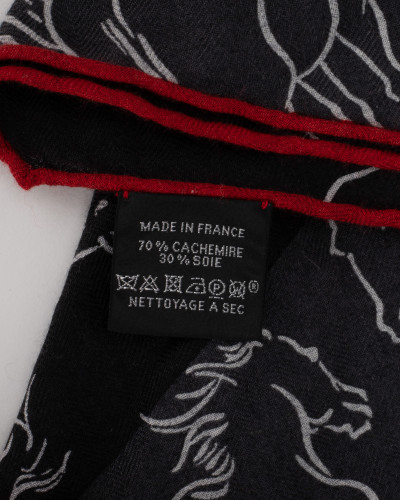 MADE IN FRANCE
70% CACHEMIRE
30% SOIE
P ®
NETTOYAGE A SEC